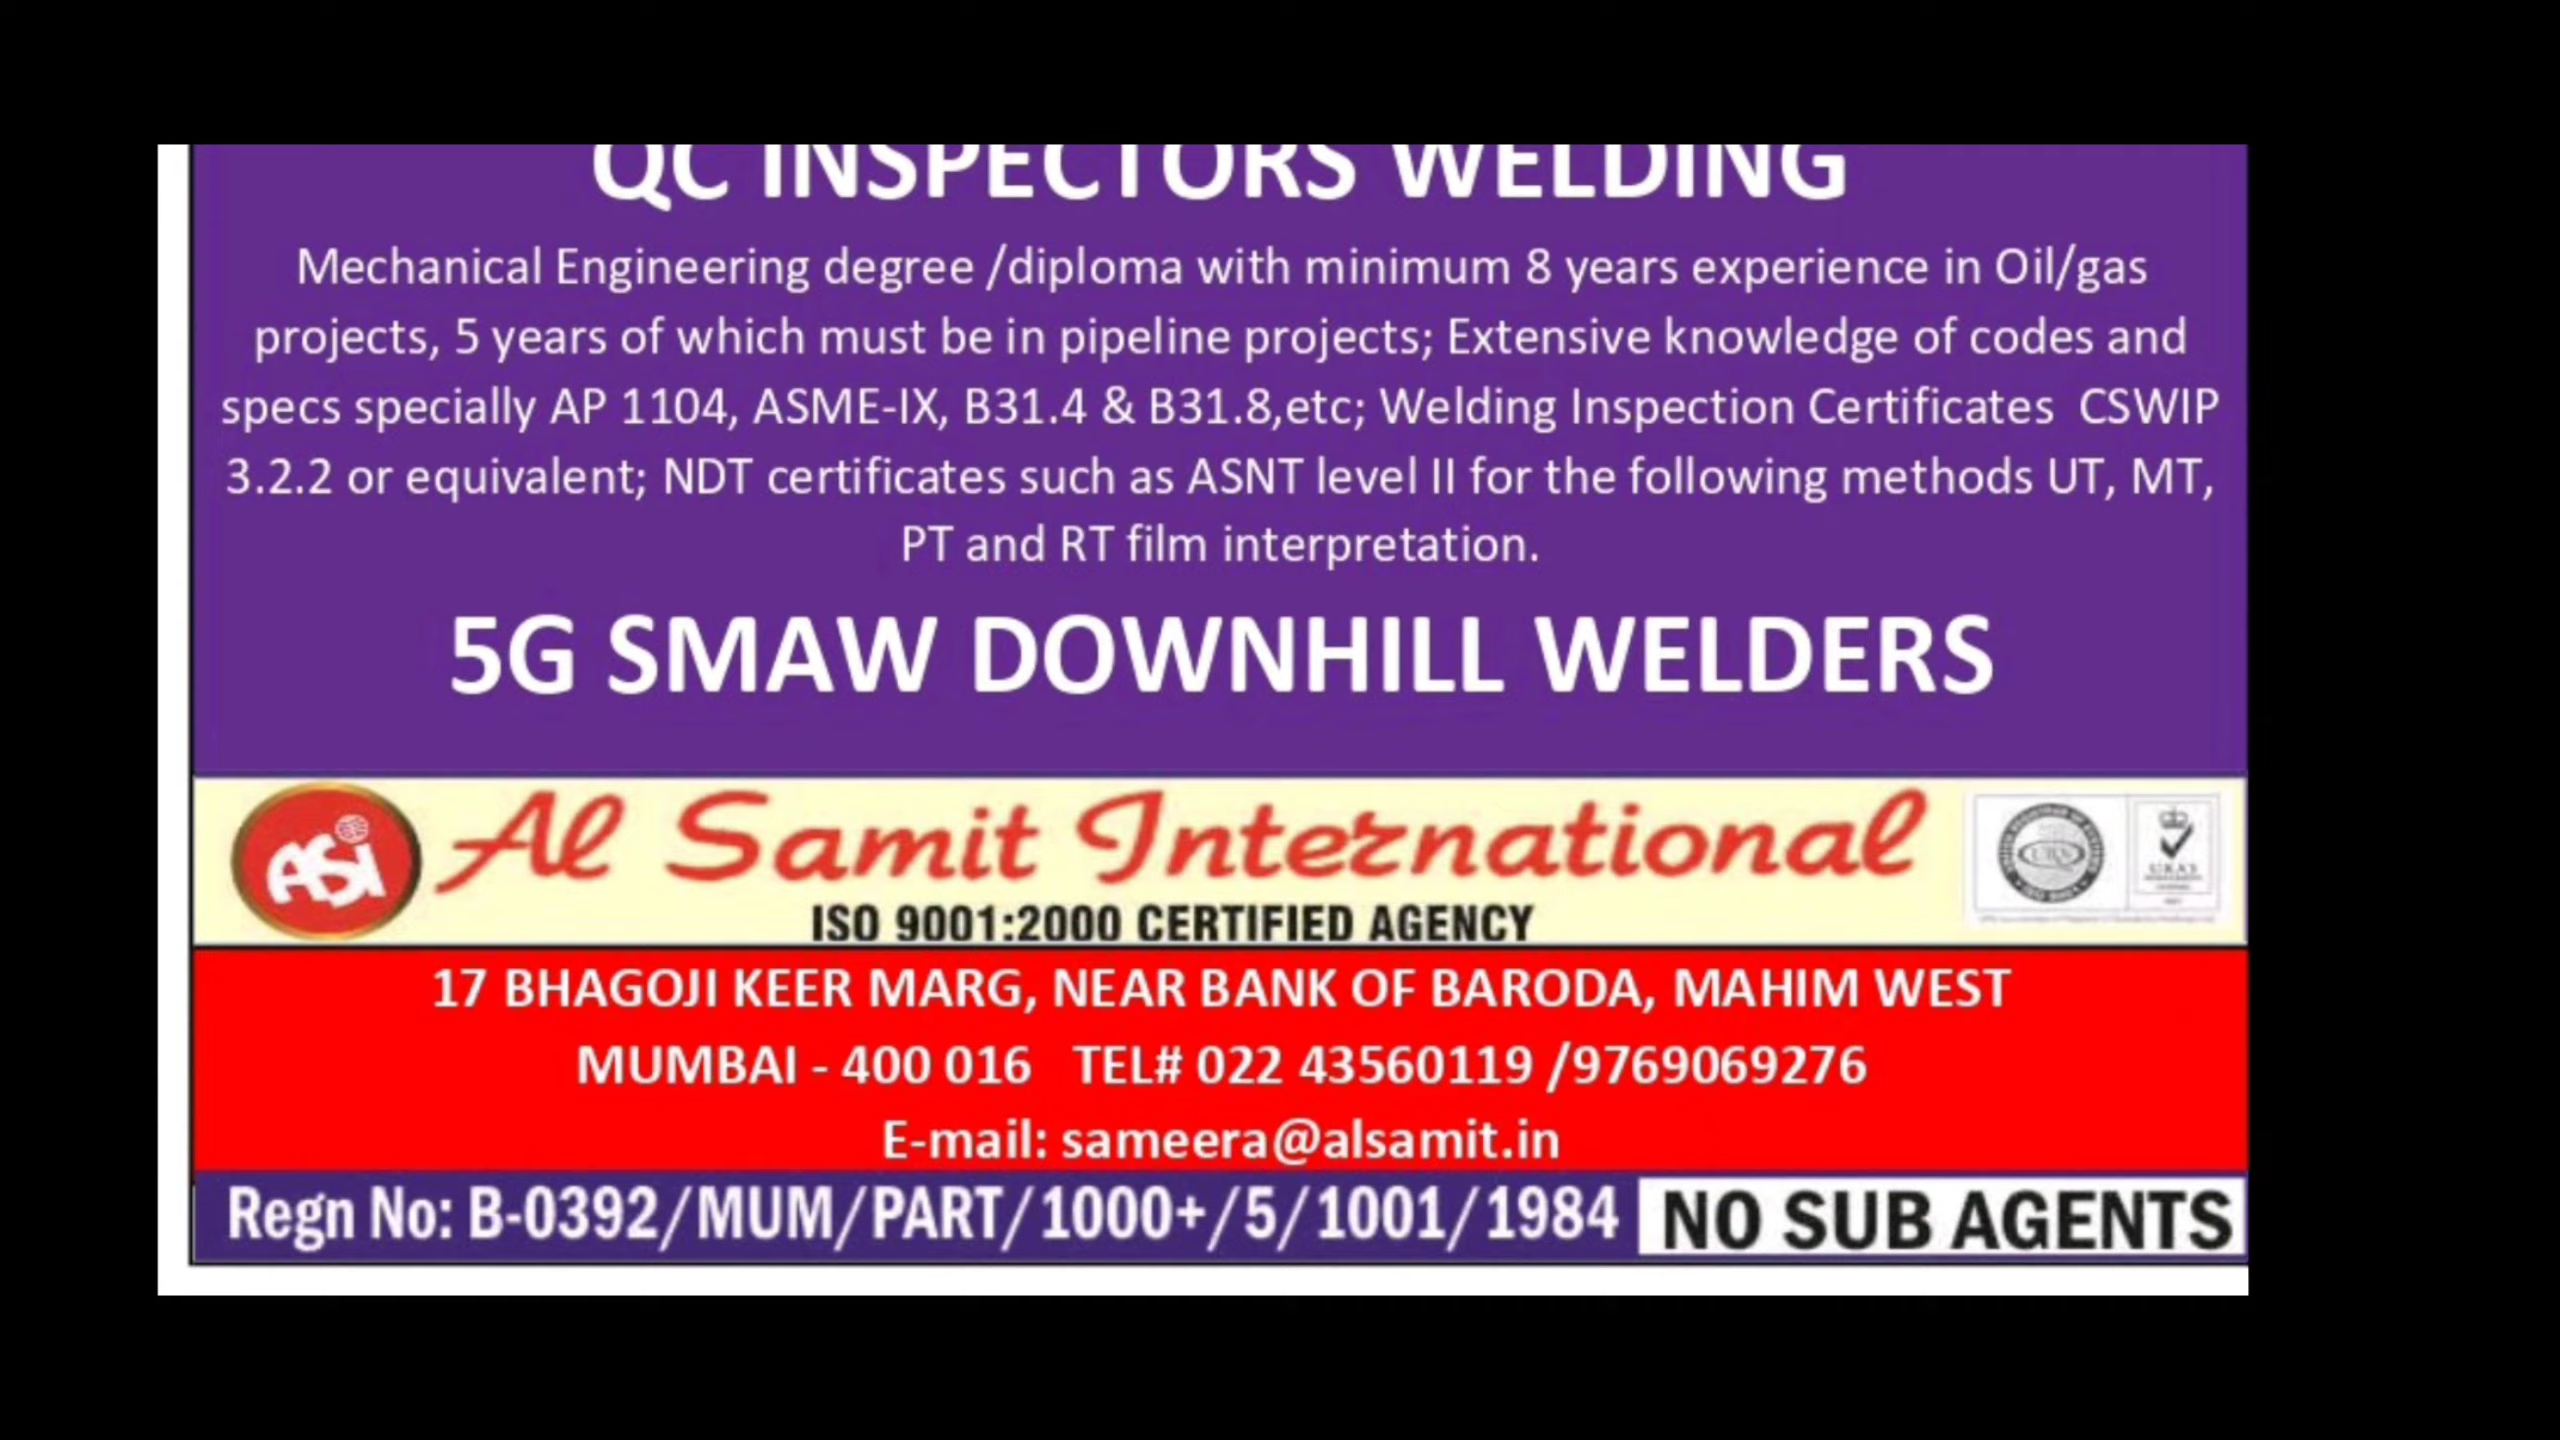 QC INSPECTORS WELDING
Mechanical Engineering degree /diploma with minimum 8 years experience in Oil/gas
projects, 5 years of which must be in pipeline projects; Extensive knowledge of codes and
specs specially AP 1104, ASME-IX, B31.4 & B31.8,etc; Welding Inspection Certificates CSWIP
3.2.2 or equivalent; NDT certificates such as ASNT level II for the following methods UT, MT,
PT and RT film interpretation.
5G SMAW DOWNHILL WELDERS
ASi
Al Samit International
URS
UKAS
ISO 9001:2000 CERTIFIED AGENCY
17 BHAGOJI KEER MARG, NEAR BANK OF BARODA, MAHIM WEST
MUMBAI - 400 016 TEL# 022 43560119 /9769069276
E-mail: sameera@alsamit.in
Regn No: B-0392/MUM/PART/1000+/5/1001/1984 NO SUB AGENTS